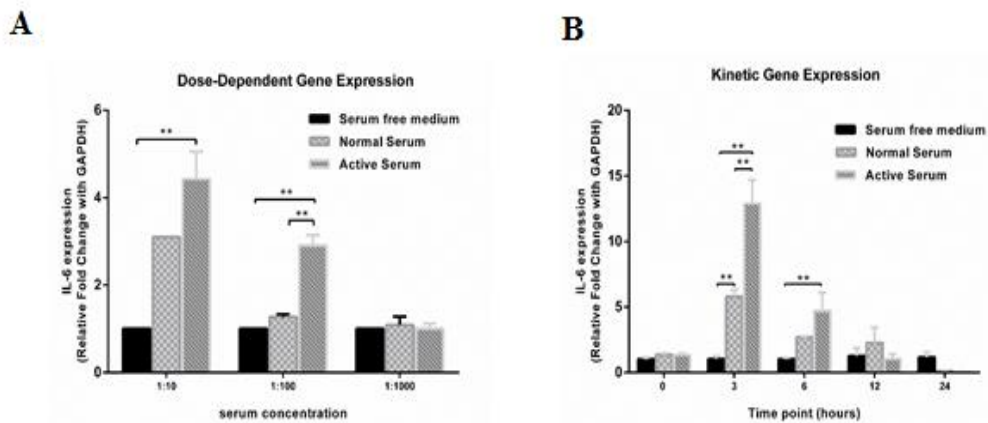 A
Dose-Dependent Gene Expression
IL-6 expression
(Relative Fold Change with GAPDH)
6
4
2
0
Serum free medium
Normal Serum
Active Serum
**
**
**
1:10 1:100 1:1000
serum concentration
B
Kinetic Gene Expression
IL-6 expression
(Relative Fold Change with GAPDH)
20
15
10
5
0
Serum free medium
Normal Serum
Active Serum
**
**
**
**
0 3 6 12 24
Time point (hours)